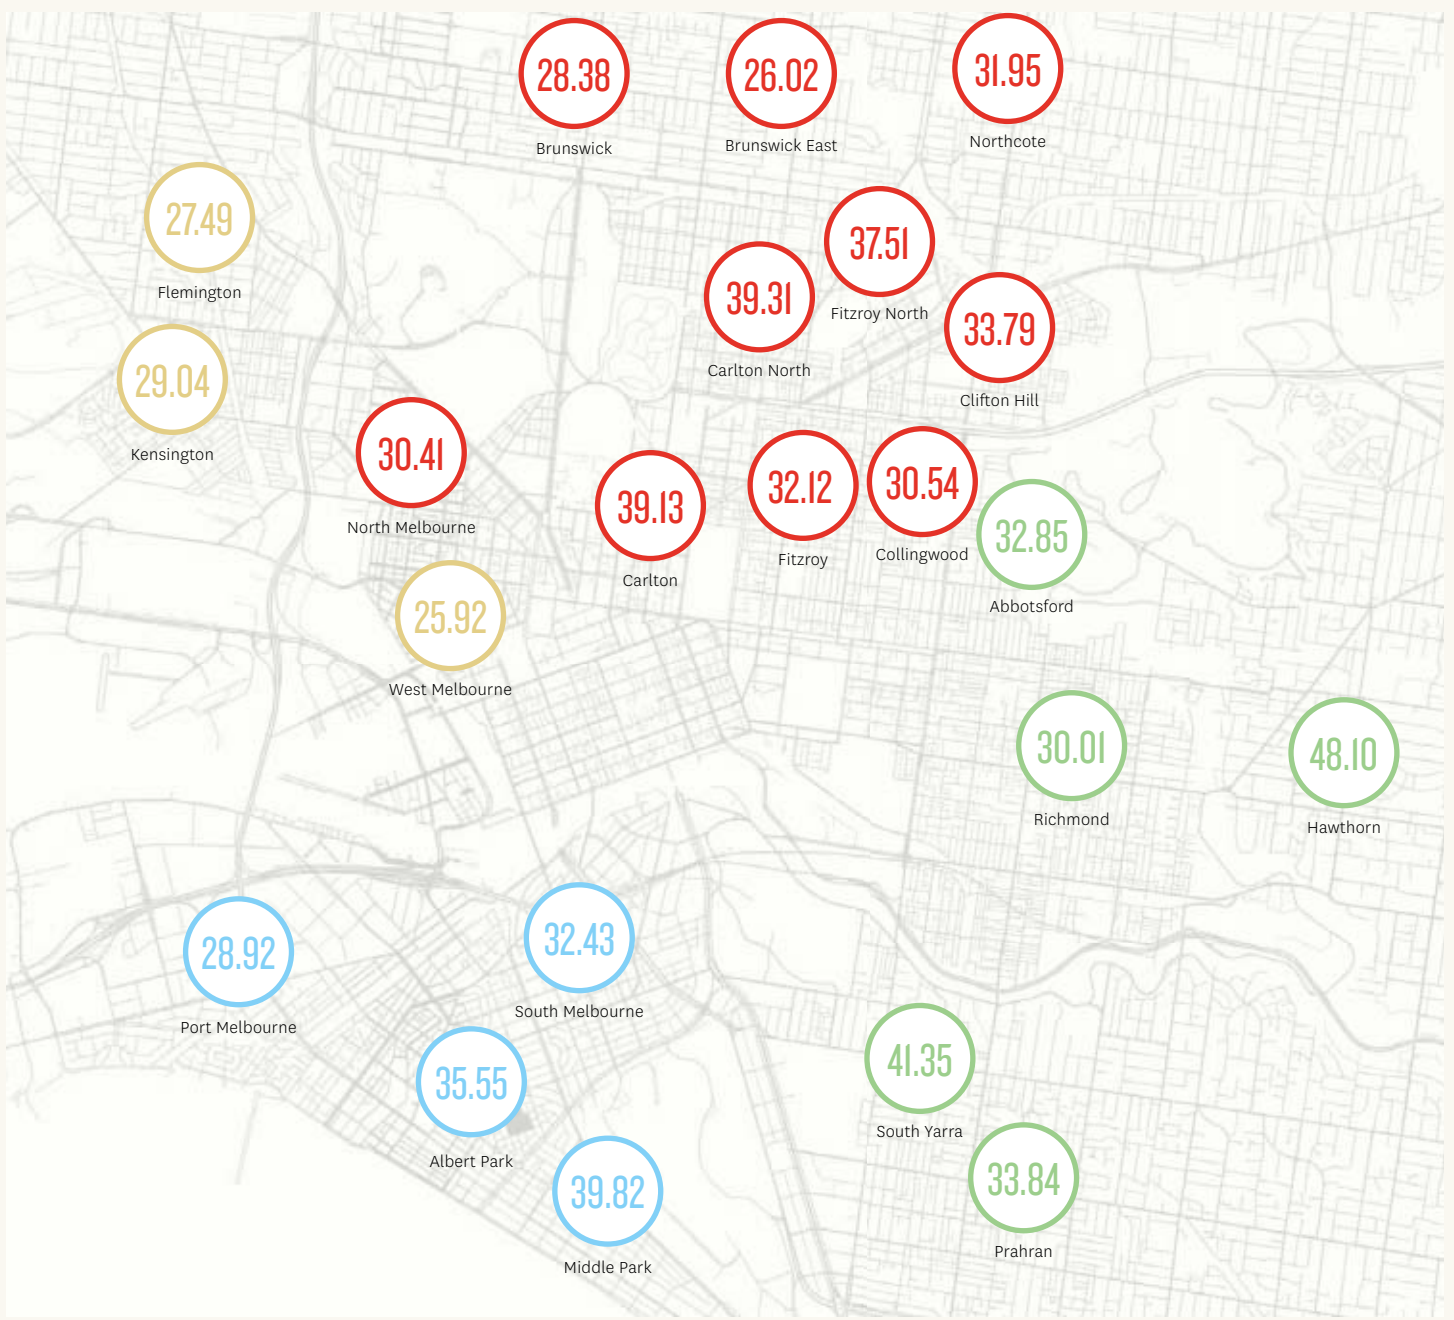 28.38
Brunswick
26.02
Brunswick East
31.95
Northcote
27.49
Flemington
37.51
Fitzroy North
39.31
Carlton North
33.79
Clifton Hill
29.04
Kensington
30.41
North Melbourne
39.13
Carlton
32.12
Fitzroy
30.54
Collingwood
32.85
Abbotsford
25.92
West Melbourne
30.01
Richmond
48.10
Hawthorn
28.92
Port Melbourne
32.43
South Melbourne
35.55
Albert Park
41.35
South Yarra
39.82
Middle Park
33.84
Prahran